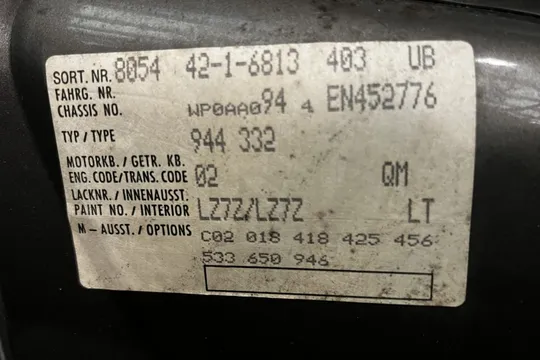 SORT. NR. 8054 42-1-6813 403 UB
FAHRG. NR.
CHASSIS NO. WP0AA094 4 EN452776
TYP / TYPE 944 332
MOTORKB. / GETR. KB.
ENG. CODE/TRANS. CODE 02 QM
LACKNR. / INNENAUSST.
PAINT NO. / INTERIOR LZ7Z/LZ7Z LT
M - AUSST. / OPTIONS C02 018 418 425 456
533 650 946